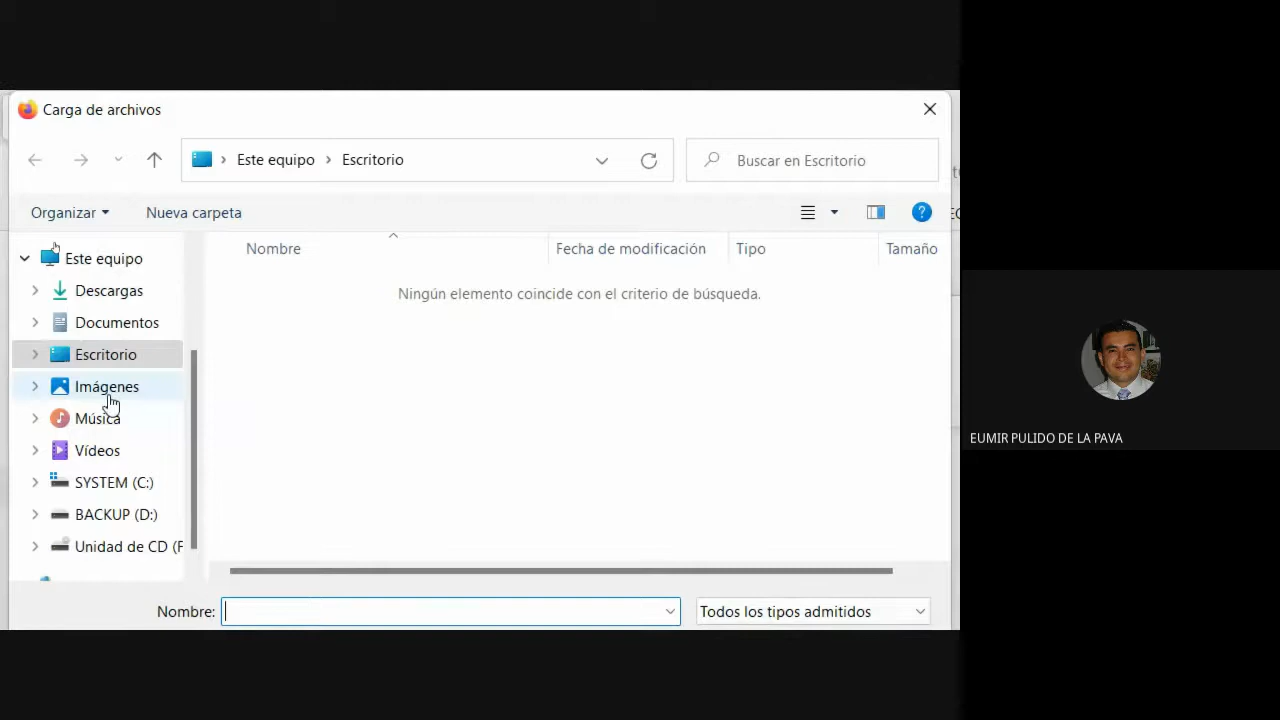 Carga de archivos
Este equipo
Escritorio
Buscar en Escritorio
Organizar
Nueva carpeta
Nombre
Fecha de modificación
Tipo
Tamaño
Ningún elemento coincide con el criterio de búsqueda.
Este equipo
Descargas
Documentos
Escritorio
Imágenes
Música
Vídeos
SYSTEM (C:)
BACKUP (D:)
Unidad de CD (F
Nombre:
Todos los tipos admitidos
EUMIR PULIDO DE LA PAVA